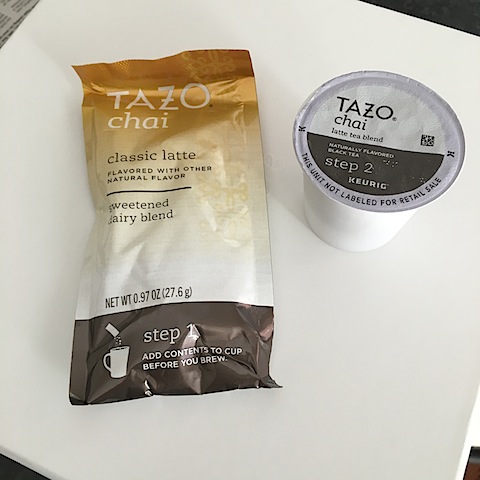 TAZO®
chai
classic latte
FLAVORED WITH OTHER
NATURAL FLAVOR
sweetened
dairy blend
NET WT 0.97 OZ (27.6 g)
step 1
ADD CONTENTS TO CUP
BEFORE YOU BREW.
TAZO®
chai
latte tea blend
NATURALLY FLAVORED
BLACK TEA
step 2
KEURIG
THIS UNIT NOT LABELED FOR RETAIL SALE
K
K